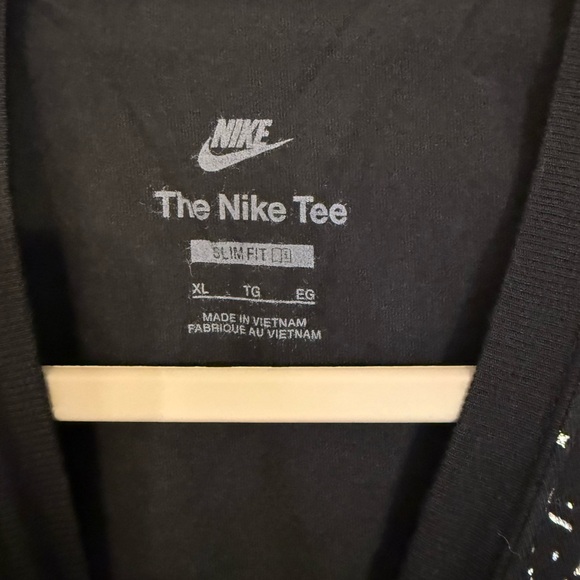 NIKE
The Nike Tee
SLIM FIT
XL TG EG
MADE IN VIETNAM
FABRIQUE AU VIETNAM